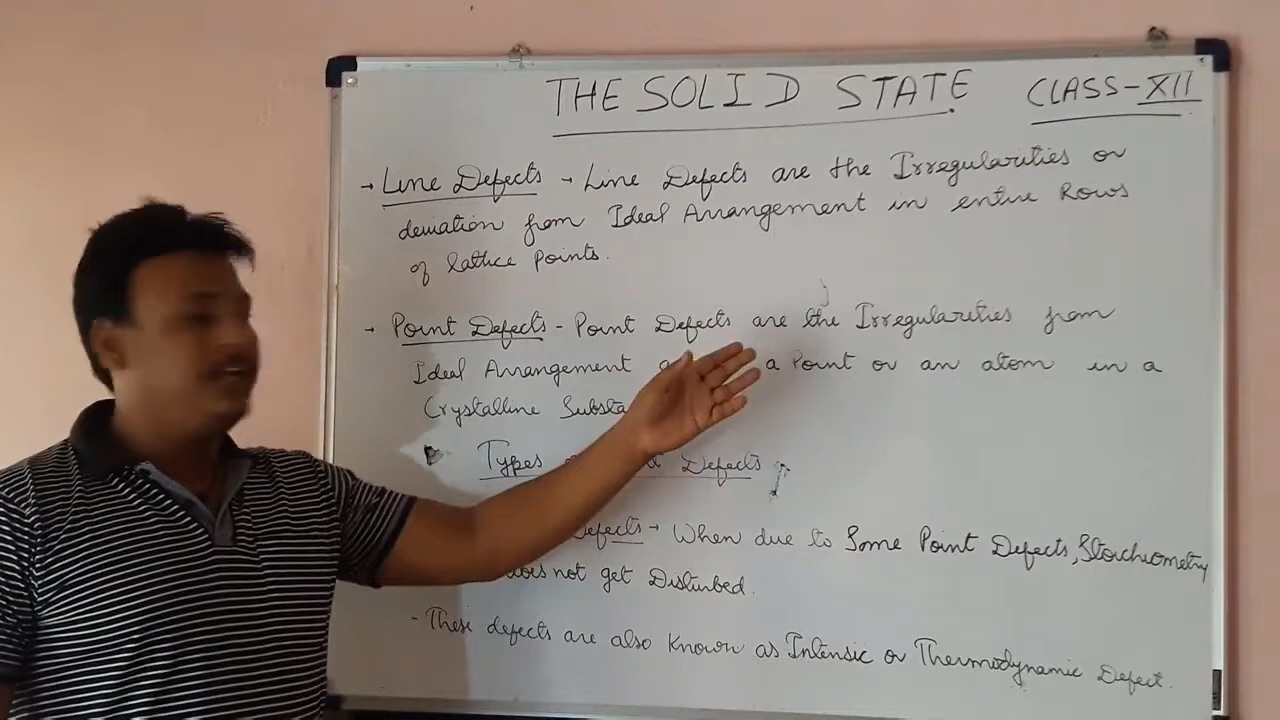 THE SOLID STATE CLASS-XII
→ Line Defects → Line Defects are the Irregularities or
deviation from Ideal Arrangement in entire Rows
of lattice Points.
→ Point Defects - Point Defects are the Irregularities from
Ideal Arrangement a Point or an atom in a
Crystalline Substa
Types Defects
Defects → When due to Some Point Defects, Stoichiometry
does not get Disturbed.
- These defects are also known as Intensic or Thermodynamic Defect.